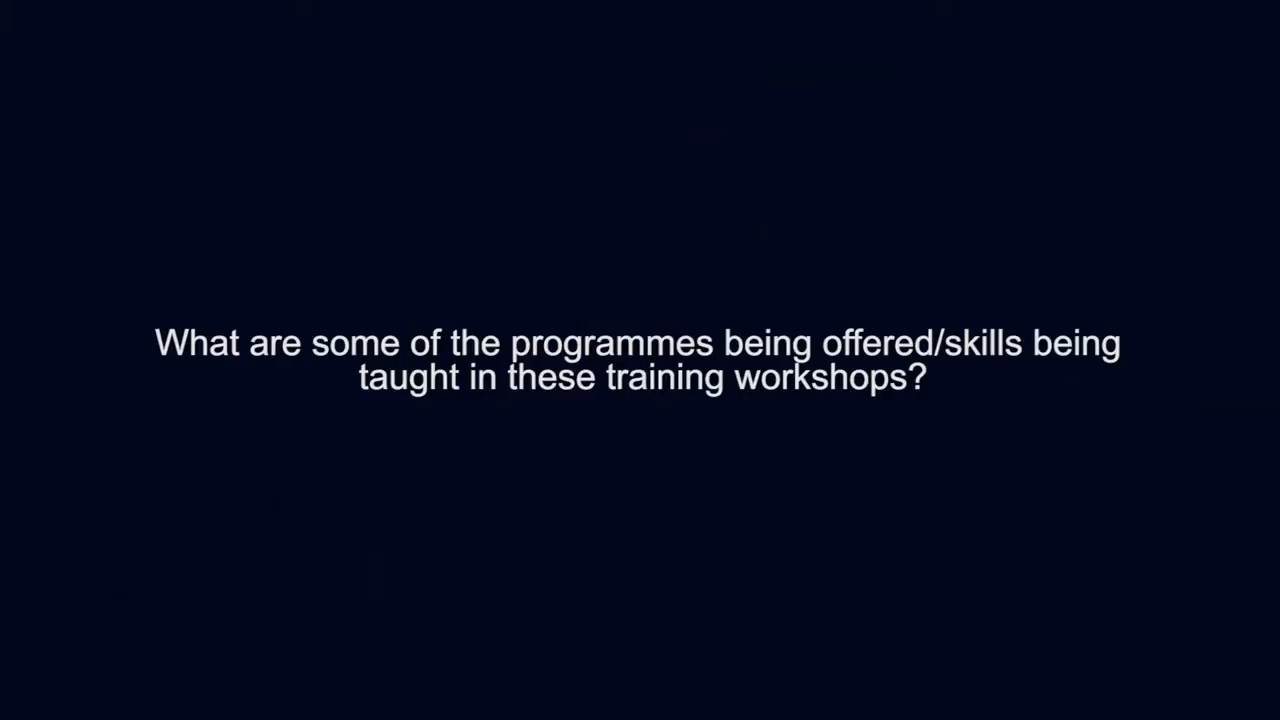 What are some of the programmes being offered/skills being
taught in these training workshops?